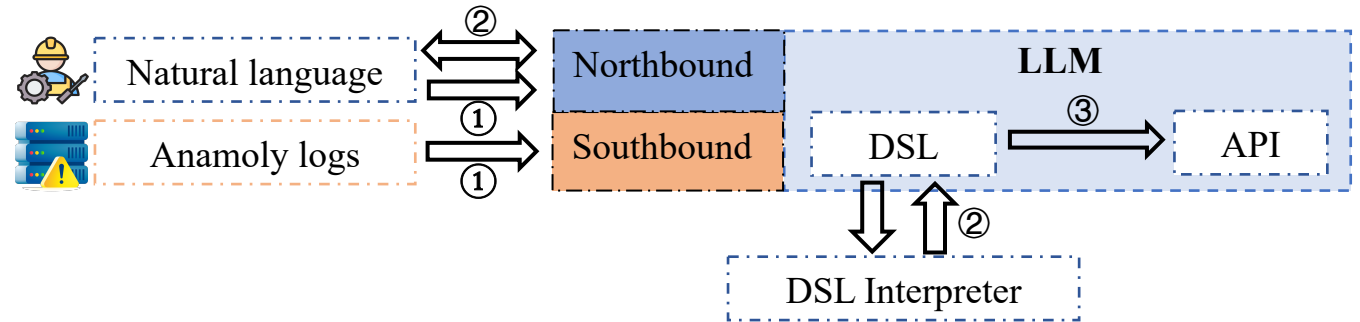 ②
Natural language
Northbound
LLM
①
③
Anamoly logs
Southbound
DSL
API
①
②
DSL Interpreter